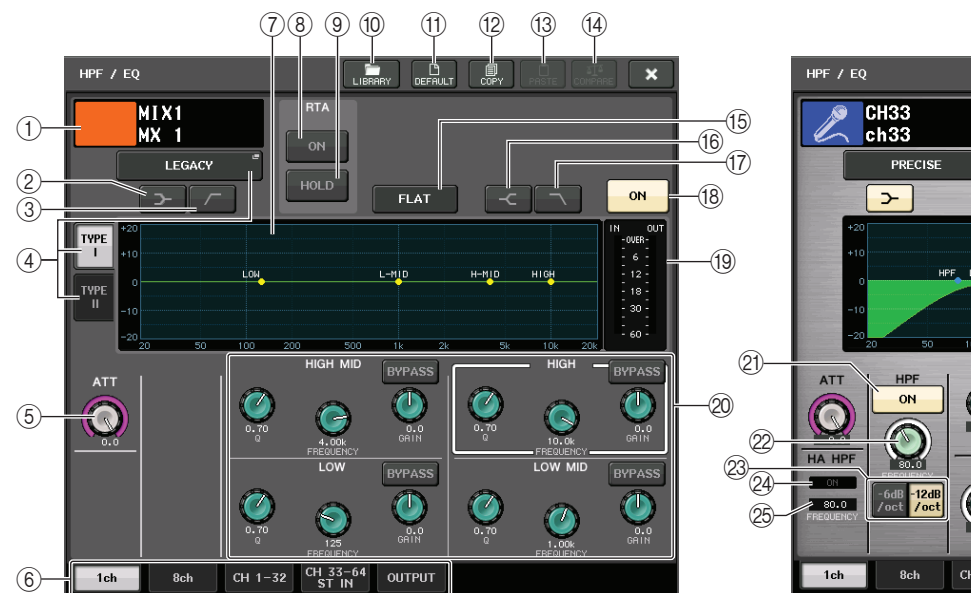 ⑦ ⑧ ⑨ ⑩ ⑪ ⑫ ⑬ ⑭
HPF / EQ
LIBRARY DEFAULT COPY PASTE COMPARE ×
① MIX1
MX 1
RTA
ON
HOLD
LEGACY
② ③
FLAT
⑮ ⑯ ⑰
ON ⑱
④ TYPE
I
TYPE
II
+20
+10
0
-10
-20
LOW L-MID H-MID HIGH
20 50 100 200 500 1k 2k 5k 10k 20k
IN OUT
-OVER-
6
12
18
30
60
⑲
ATT
⑤ 0.0
HIGH MID BYPASS
0.70
Q
4.00k
FREQUENCY
0.0
GAIN
HIGH BYPASS
0.70
Q
10.0k
FREQUENCY
0.0
GAIN
⑳
LOW BYPASS
0.70
Q
125
FREQUENCY
0.0
GAIN
LOW MID BYPASS
0.70
Q
1.00k
FREQUENCY
0.0
GAIN
⑥ 1ch 8ch CH 1-32 CH 33-64
ST IN OUTPUT
HPF / EQ
CH33
ch33
PRECISE
+20
+10
0
-10
-20
HPF
20 50
㉑ ATT HPF
ON
㉒ 80.0
㉓ HA HPF
㉔ ON
-6dB
/oct
-12dB
/oct
㉕ 80.0
FREQUENCY
1ch 8ch